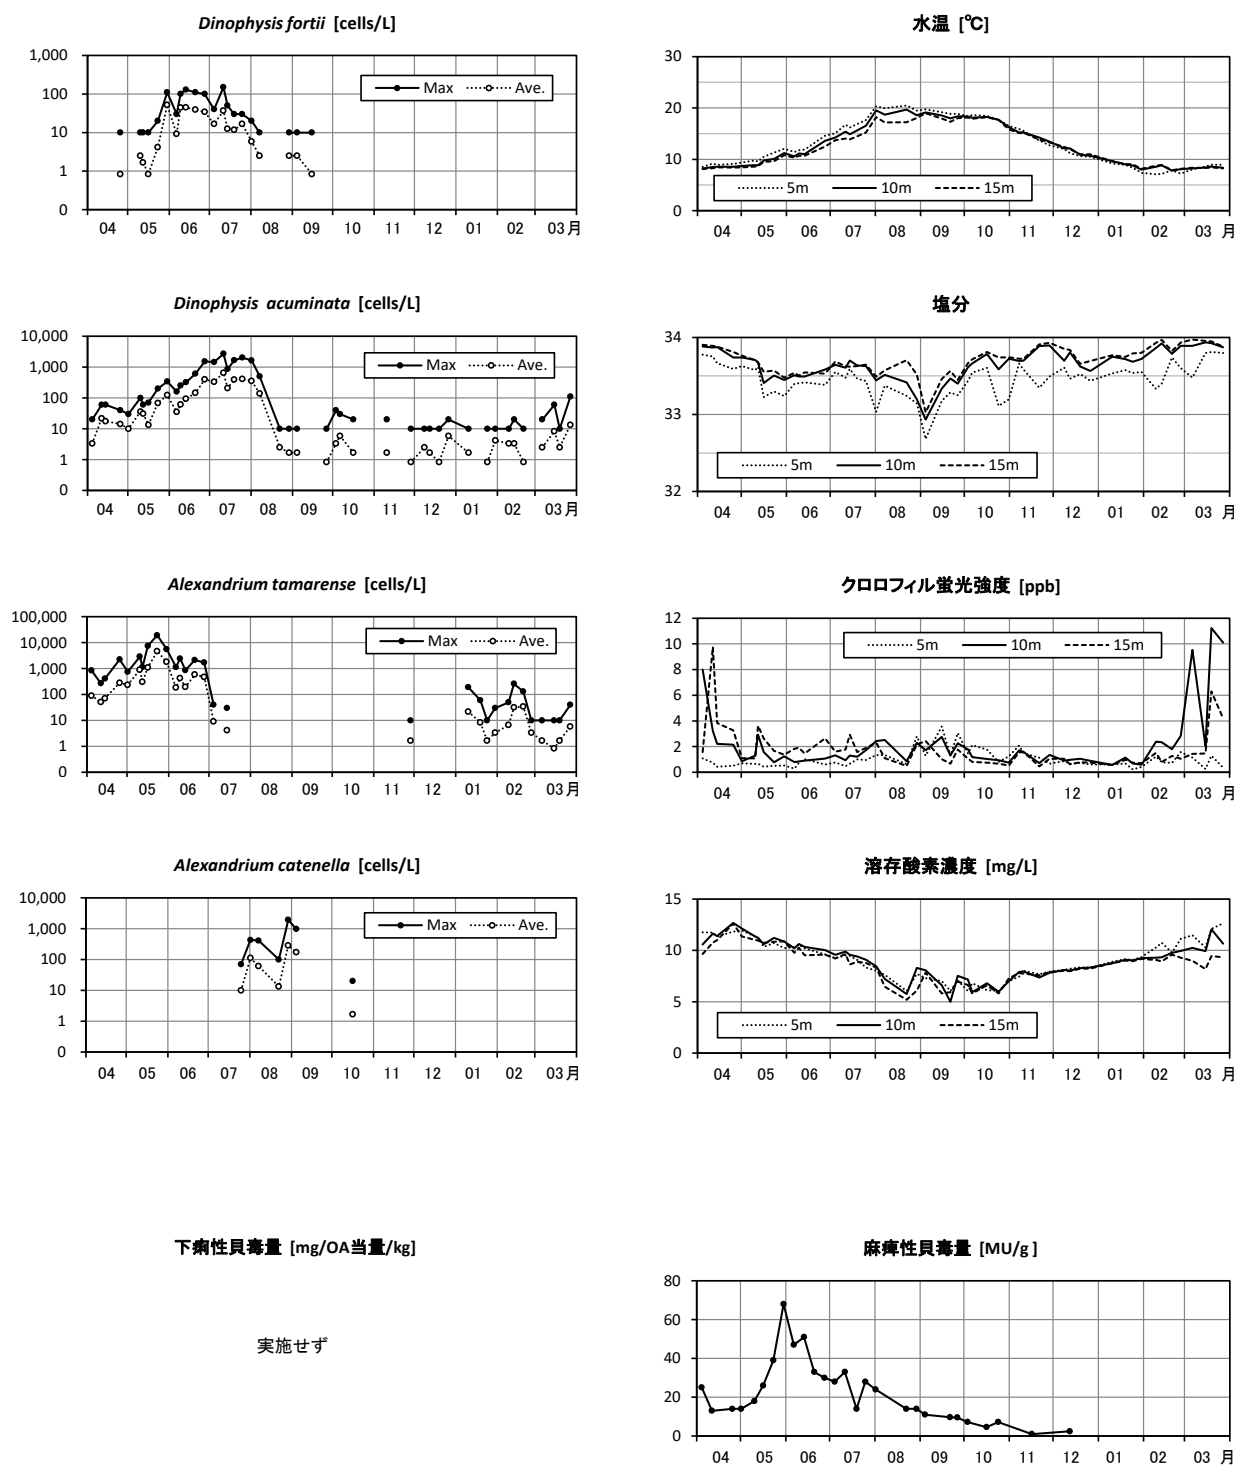 Dinophysis fortii [cells/L]
1,000
100
10
1
0
Max Ave.
04 05 06 07 08 09 10 11 12 01 02 03 月
水温 [℃]
30
20
10
0
5m 10m 15m
04 05 06 07 08 09 10 11 12 01 02 03 月
Dinophysis acuminata [cells/L]
10,000
1,000
100
10
1
0
Max Ave.
04 05 06 07 08 09 10 11 12 01 02 03 月
塩分
34
33
32
5m 10m 15m
04 05 06 07 08 09 10 11 12 01 02 03 月
Alexandrium tamarense [cells/L]
100,000
10,000
1,000
100
10
1
0
Max Ave.
04 05 06 07 08 09 10 11 12 01 02 03 月
クロロフィル蛍光強度 [ppb]
12
10
8
6
4
2
0
5m 10m 15m
04 05 06 07 08 09 10 11 12 01 02 03 月
Alexandrium catenella [cells/L]
10,000
1,000
100
10
1
0
Max Ave.
04 05 06 07 08 09 10 11 12 01 02 03 月
溶存酸素濃度 [mg/L]
15
10
5
0
5m 10m 15m
04 05 06 07 08 09 10 11 12 01 02 03 月
下痢性貝毒量 [mg/OA当量/kg]
実施せず
麻痺性貝毒量 [MU/g ]
80
60
40
20
0
04 05 06 07 08 09 10 11 12 01 02 03 月